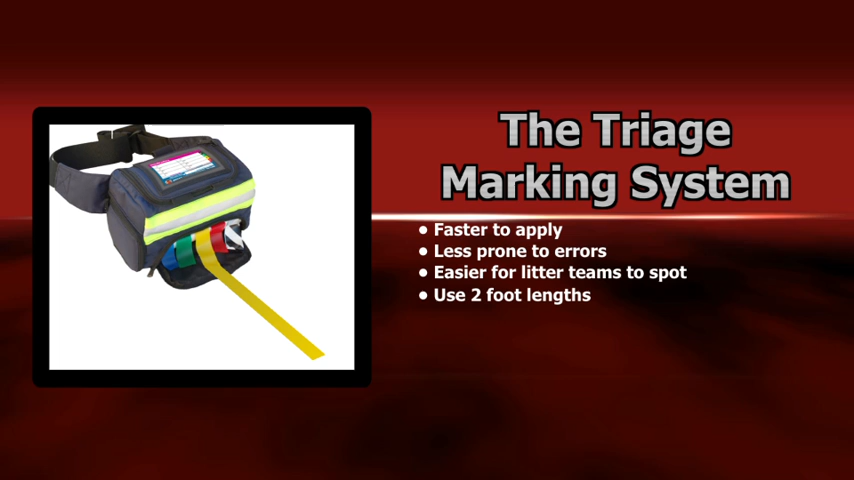 The Triage
Marking System
• Faster to apply
• Less prone to errors
• Easier for litter teams to spot
• Use 2 foot lengths